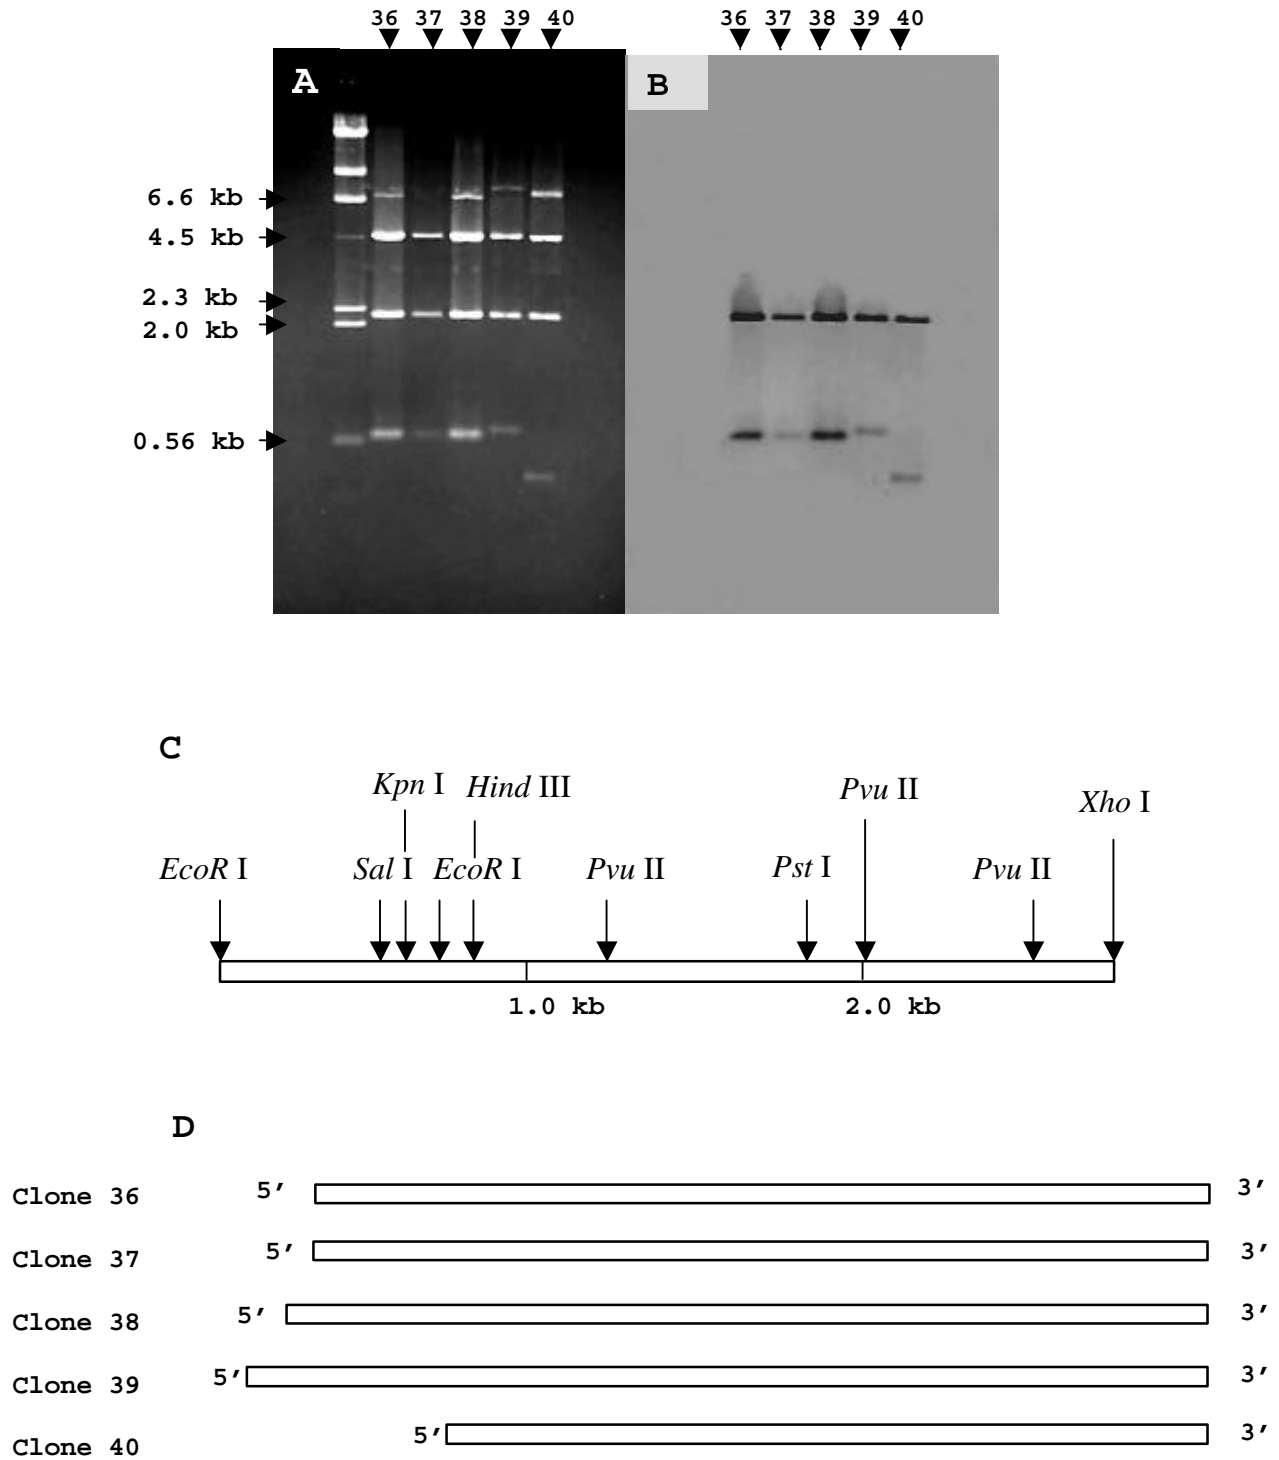 36 37 38 39 40
36 37 38 39 40
A
B
6.6 kb
4.5 kb
2.3 kb
2.0 kb
0.56 kb
C
Kpn I
Hind III
Pvu II
Xho I
EcoR I
Sal I
EcoR I
Pvu II
Pst I
Pvu II
1.0 kb
2.0 kb
D
Clone 36 5’ 3’
Clone 37 5’ 3’
Clone 38 5’ 3’
Clone 39 5’ 3’
Clone 40 5’ 3’